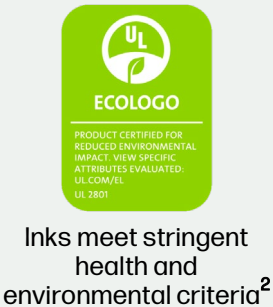 UL
ECOLOGO
PRODUCT CERTIFIED FOR
REDUCED ENVIRONMENTAL
IMPACT. VIEW SPECIFIC
ATTRIBUTES EVALUATED:
UL.COM/EL
UL 2801
Inks meet stringent
health and
environmental criteria²